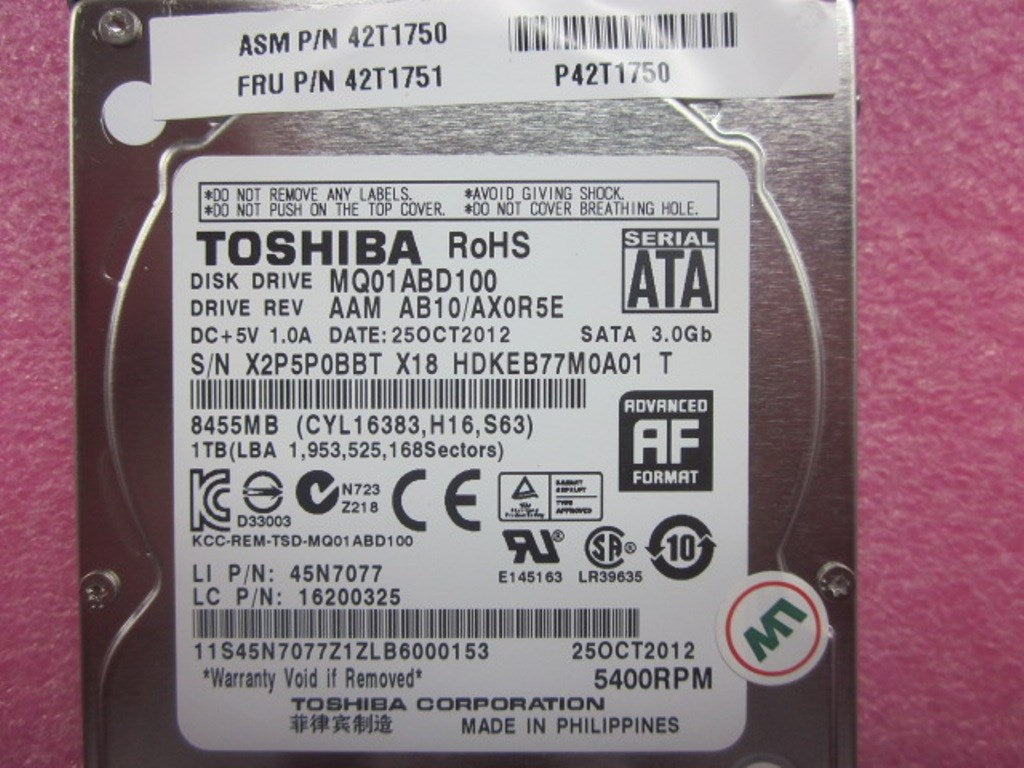 ASM P/N 42T1750
FRU P/N 42T1751
P42T1750
*DO NOT REMOVE ANY LABELS. *AVOID GIVING SHOCK.
*DO NOT PUSH ON THE TOP COVER. *DO NOT COVER BREATHING HOLE.
TOSHIBA RoHS
SERIAL
ATA
DISK DRIVE MQ01ABD100
DRIVE REV AAM AB10/AX0R5E
DC+5V 1.0A DATE:25OCT2012 SATA 3.0Gb
S/N X2P5P0BBT X18 HDKEB77M0A01 T
8455MB (CYL16383,H16,S63)
1TB(LBA 1,953,525,168Sectors)
ADVANCED
AF
FORMAT
N723
Z218
D33003
CE
KCC-REM-TSD-MQ01ABD100
TYPE
APPROVED
E145163
LR39635
10
LI P/N: 45N7077
LC P/N: 16200325
11S45N7077Z1ZLB6000153 25OCT2012
*Warranty Void if Removed* 5400RPM
TOSHIBA CORPORATION
菲律宾制造 MADE IN PHILIPPINES